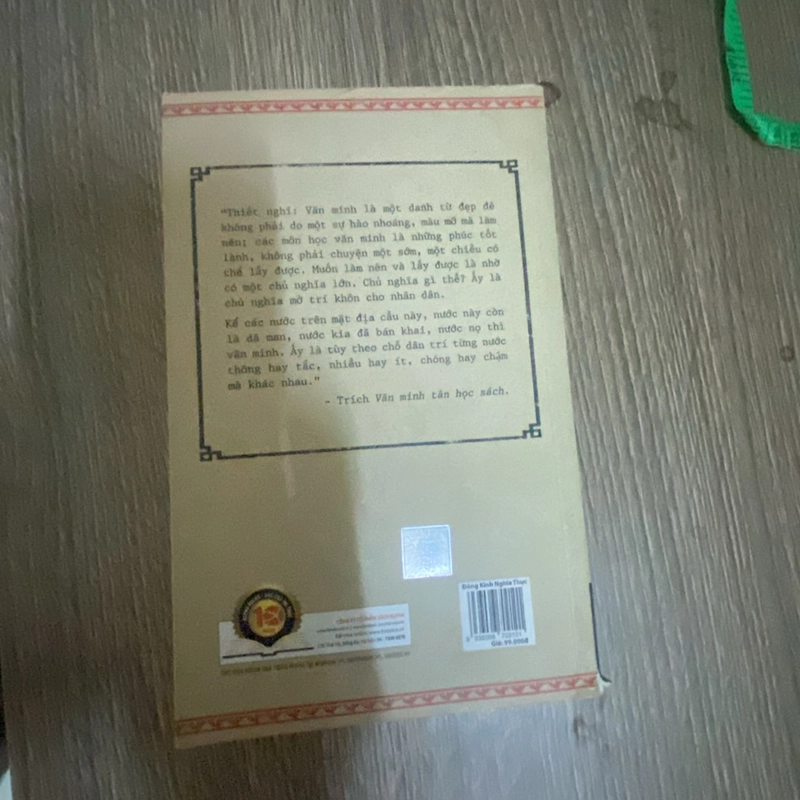 "Thiết nghĩ: Văn minh là một danh từ đẹp đẽ
không phải do một sự hào nhoáng, màu mỡ mà làm
nên; các môn học văn minh là những phúc tốt
lành, không phải chuyện một sớm, một chiều có
thể lấy được. Muốn làm nên và lấy được là nhờ
có một chủ nghĩa lớn. Chủ nghĩa gì thế? Ấy là
chủ nghĩa mở trí khôn cho nhân dân.
Kể các nước trên mặt địa cầu này, nước này còn
là dã man, nước kia đã bán khai, nước nọ thì
văn minh. Ấy là tùy theo chỗ dân trí từng nước
thông hay tắc, nhiều hay ít, chóng hay chậm
mà khác nhau."
- Trích Văn minh tân học sách.
Đông Kinh Nghĩa Thục
Giá: 99.000đ
10